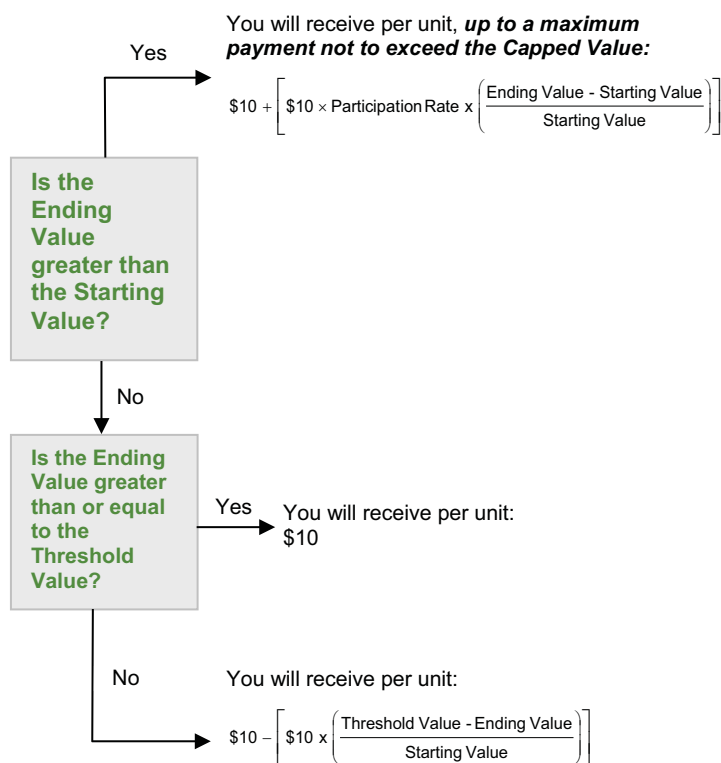 You will receive per unit, up to a maximum
payment not to exceed the Capped Value:
Yes
$10 + [ $10 × Participation Rate x ( Ending Value - Starting Value / Starting Value ) ]
Is the
Ending
Value
greater than
the Starting
Value?
No
Is the Ending
Value greater
than or equal
to the
Threshold
Value?
Yes
You will receive per unit:
$10
No
You will receive per unit:
$10 − [ $10 x ( Threshold Value - Ending Value / Starting Value ) ]